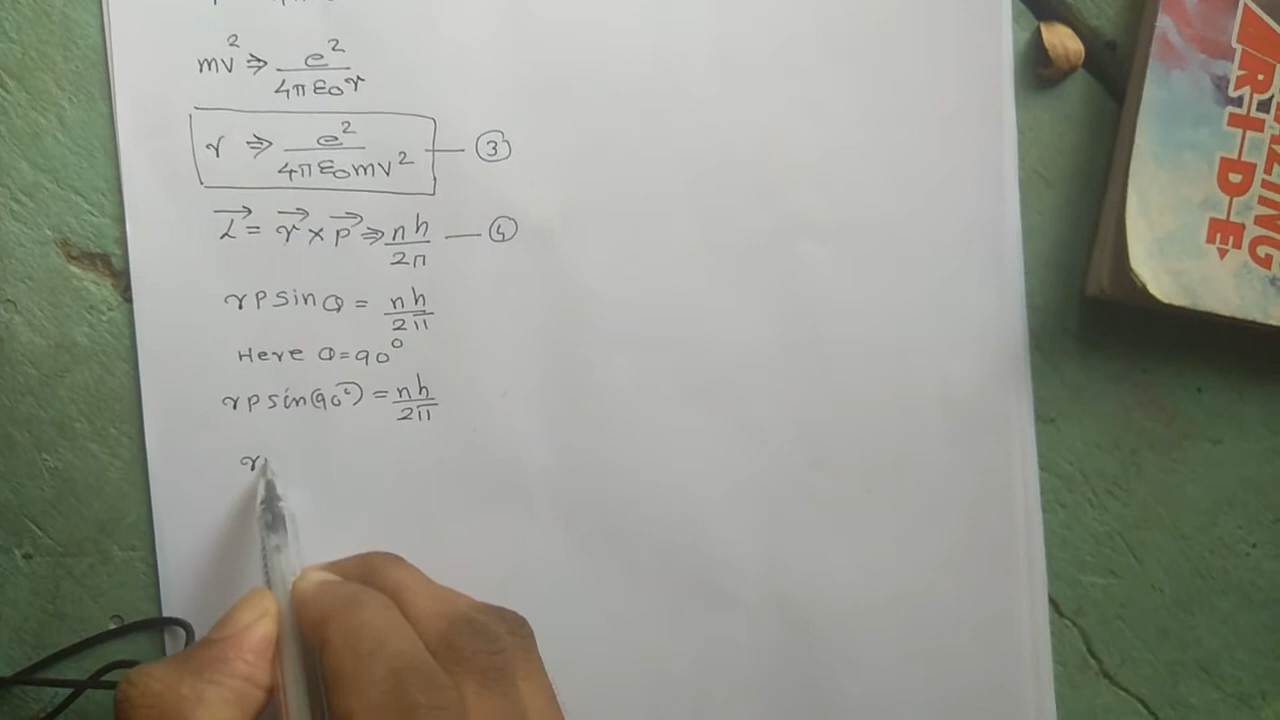 mv² ⇒ e²/4πε₀r
r ⇒ e²/4πε₀mv² — ③
L⃗ = r⃗ × p⃗ ⇒ nh/2π — ④
rp sinθ = nh/2π
Here θ=90°
rp sin(90°) = nh/2π
r
RIDE